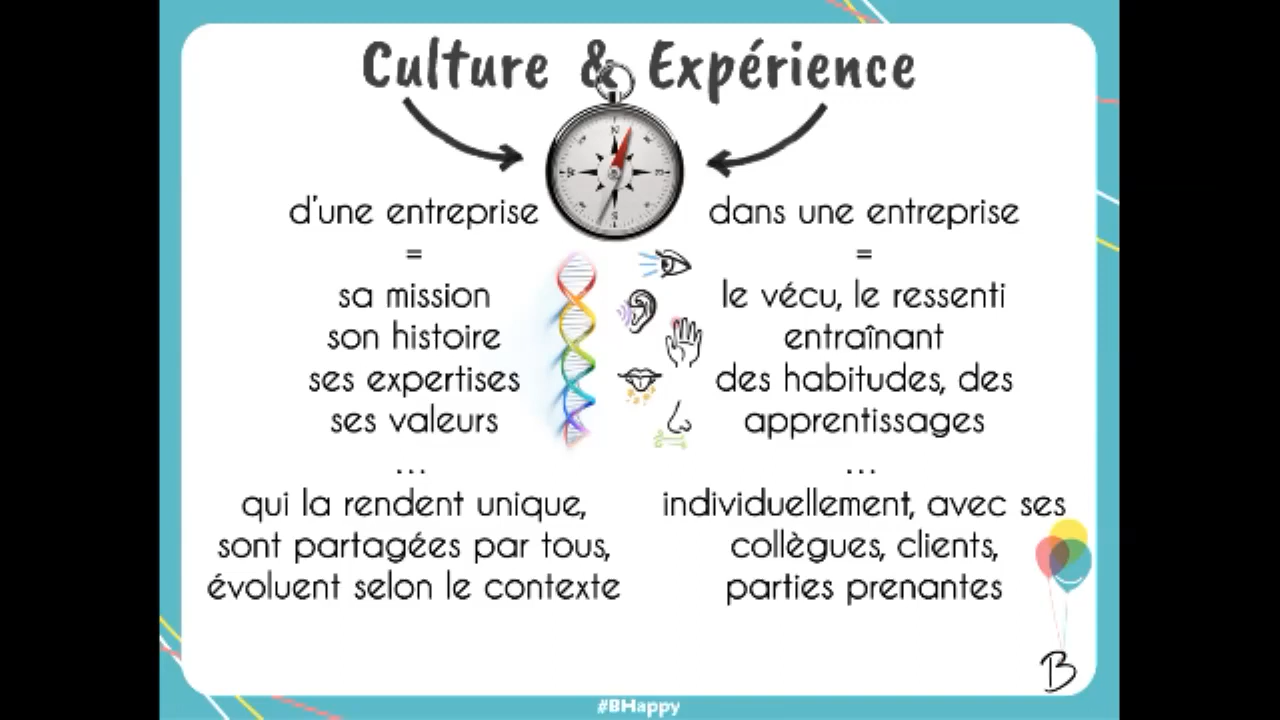 Culture & Expérience
d'une entreprise
=
sa mission
son histoire
ses expertises
ses valeurs
...
qui la rendent unique,
sont partagées par tous,
évoluent selon le contexte
dans une entreprise
=
le vécu, le ressenti
entraînant
des habitudes, des
apprentissages
...
individuellement, avec ses
collègues, clients,
parties prenantes
B
#BHappy